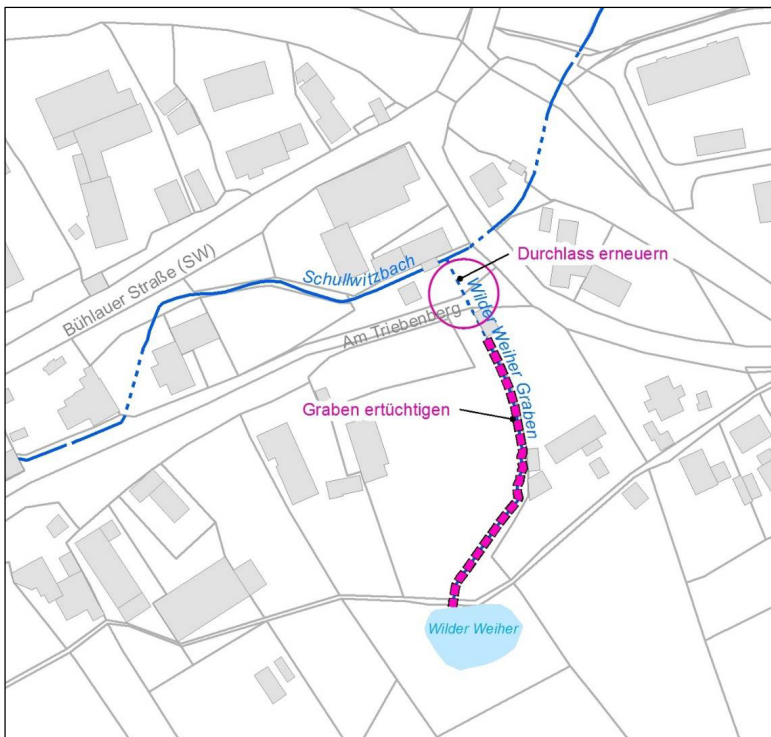 Durchlass erneuern
Schullwitzbach
Bühlauer Straße (SW)
Wilder Weiher Graben
Am Triebenberg
Graben ertüchtigen
Wilder Weiher